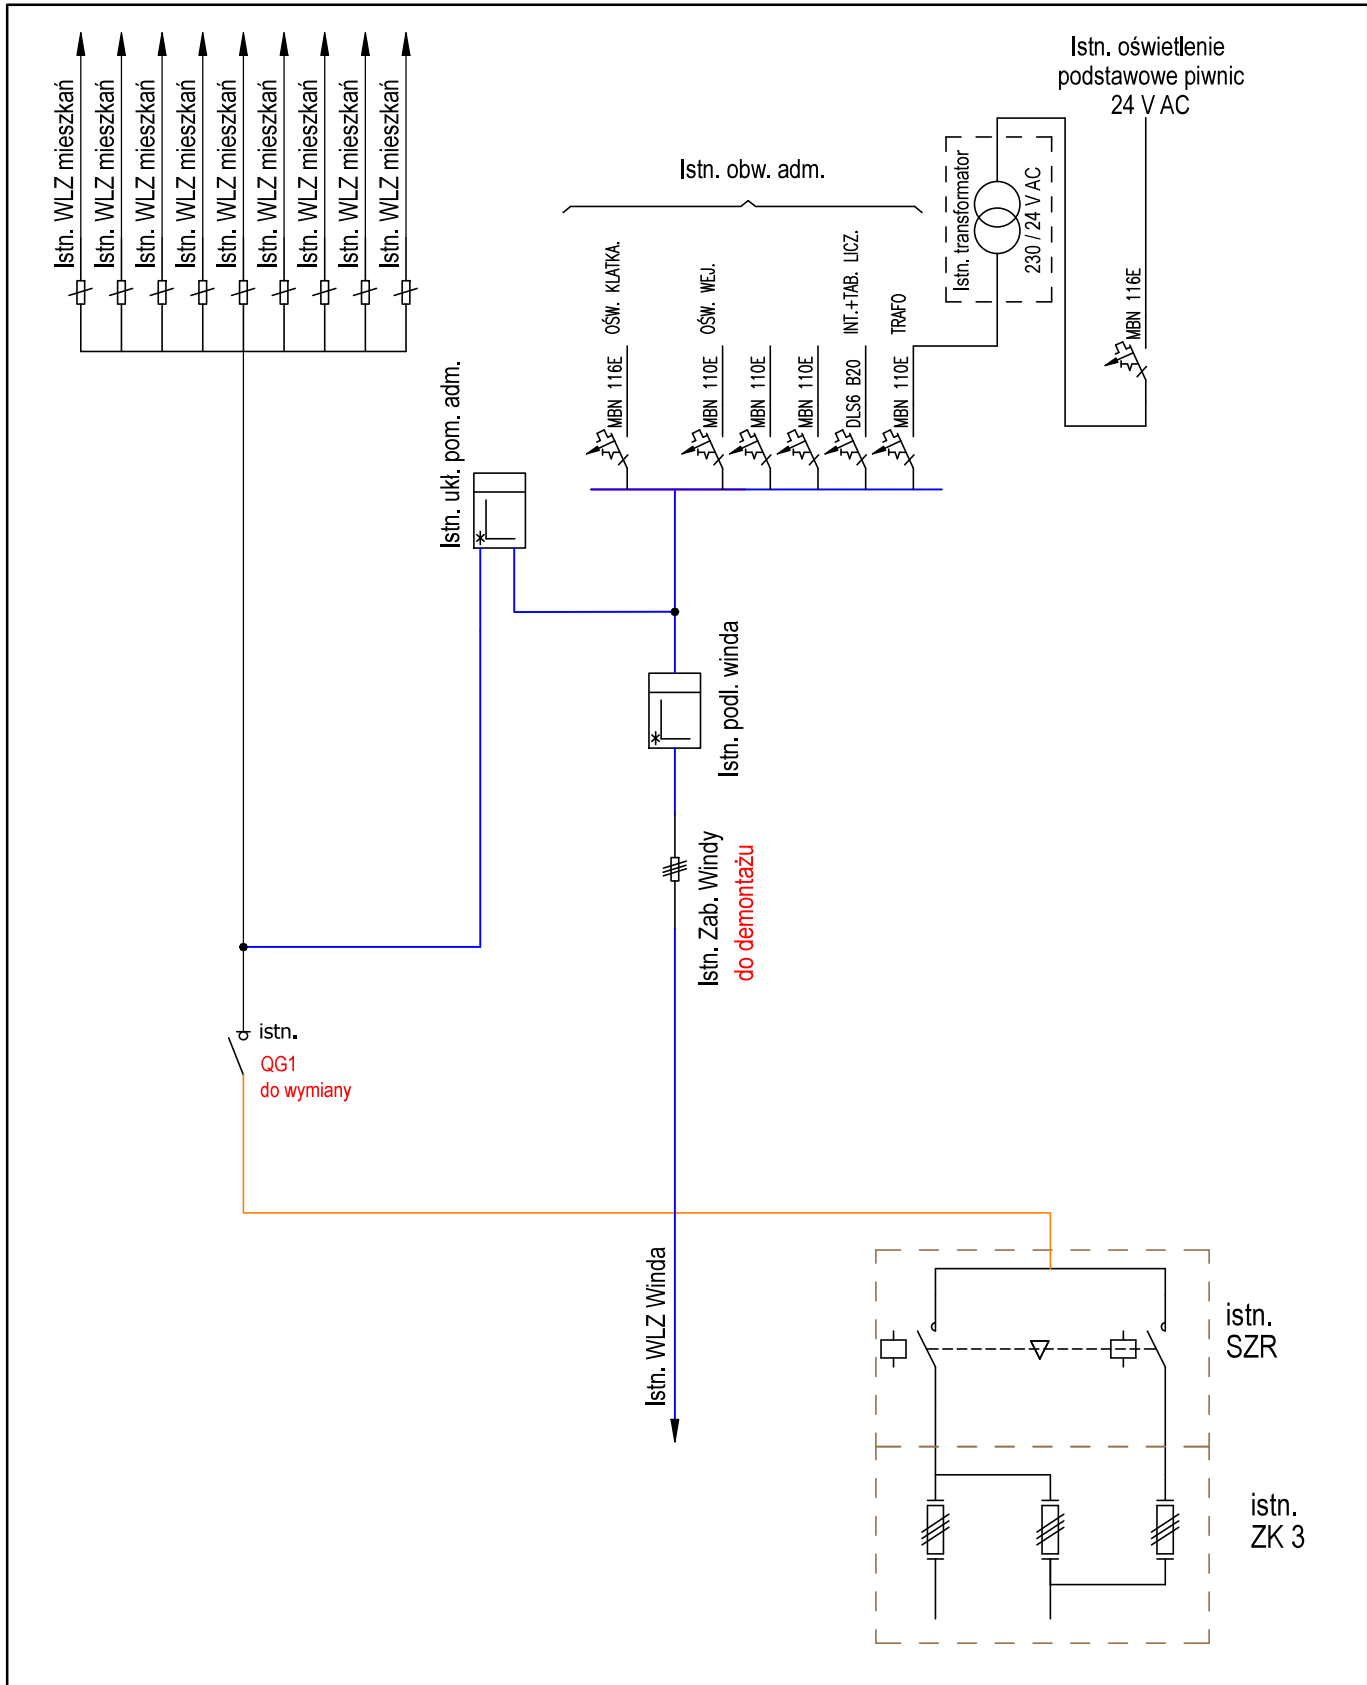 Istn. WLZ mieszkań
Istn. WLZ mieszkań
Istn. WLZ mieszkań
Istn. WLZ mieszkań
Istn. WLZ mieszkań
Istn. WLZ mieszkań
Istn. WLZ mieszkań
Istn. WLZ mieszkań
Istn. WLZ mieszkań
Istn. oświetlenie
podstawowe piwnic
24 V AC
Istn. obw. adm.
Istn. transformator
230 / 24 V AC
MBN 116E
OŚW. KLATKA.
OŚW. WEJ.
INT.+TAB. LICZ.
TRAFO
MBN 116E
MBN 110E
MBN 110E
MBN 110E
DLS6 B20
MBN 110E
Istn. ukł. pom. adm.
Istn. podl. winda
Istn. Zab. Windy
do demontażu
istn.
QG1
do wymiany
Istn. WLZ Winda
istn.
SZR
istn.
ZK 3